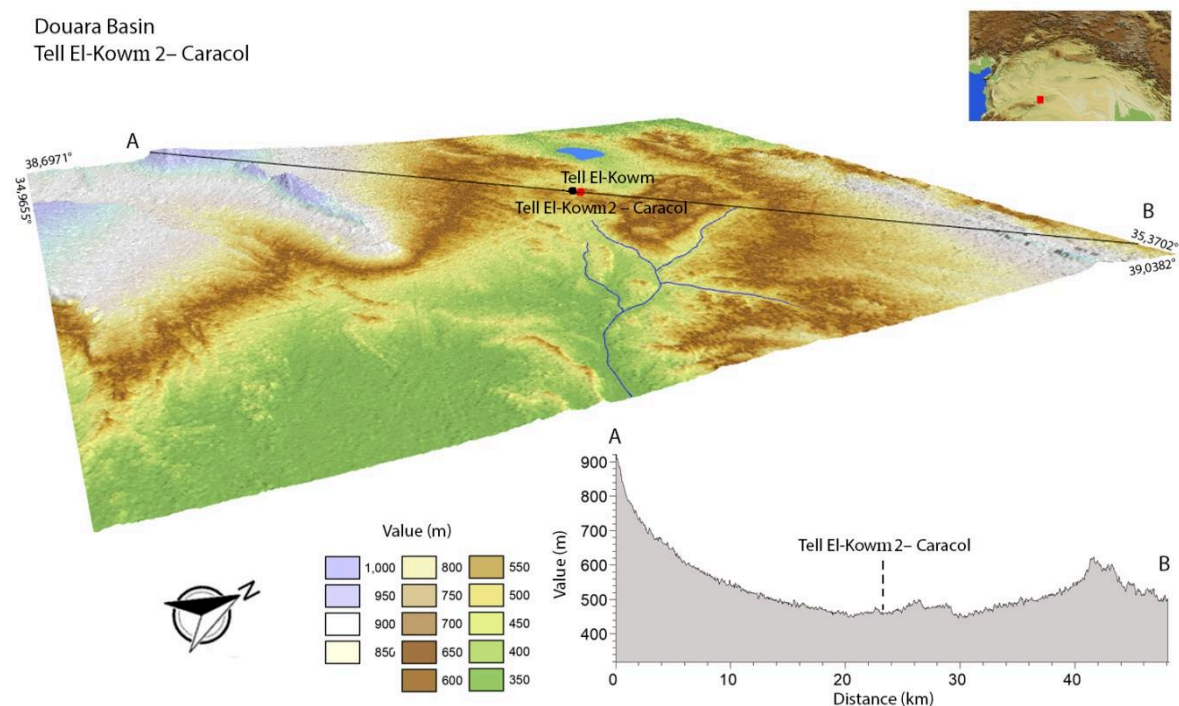 Douara Basin
Tell El-Kowm 2– Caracol
A
38,6971°
34,9655°
Tell El-Kowm
Tell El-Kowm2 – Caracol
B
35,3702°
39,0382°
Z
Value (m)
1,000
950
900
850
800
750
700
650
600
550
500
450
400
350
A
900
800
700
600
500
400
Value (m)
Tell El-Kowm 2– Caracol
B
0
10
20
30
40
Distance (km)